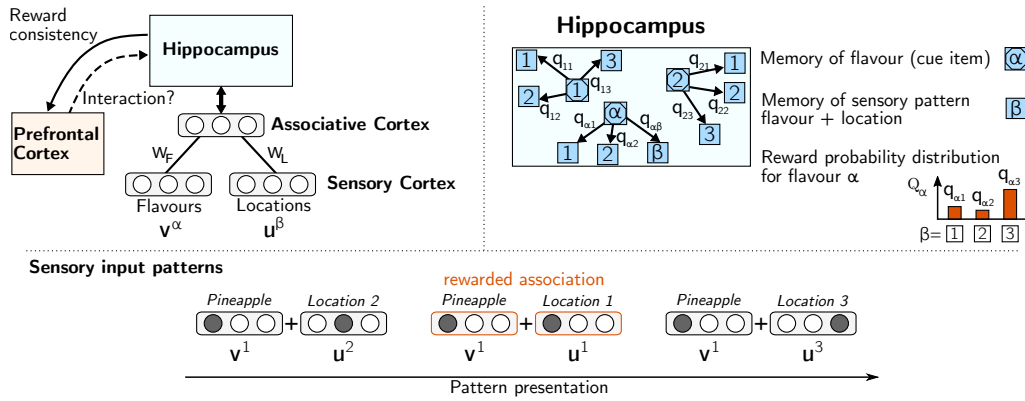 Reward
consistency
Hippocampus
Interaction?
Prefrontal
Cortex
Associative Cortex
W_F
W_L
Sensory Cortex
Flavours
Locations
v^α
u^β
Hippocampus
1
3
q_11
q_13
1
2
q_12
α
q_α1
q_α2
q_αβ
1
2
β
q_21
1
2
2
q_22
q_23
3
Memory of flavour (cue item)
α
Memory of sensory pattern
flavour + location
β
Reward probability distribution
for flavour α
Q_α
q_α1
q_α2
q_α3
β= 1 2 3
Sensory input patterns
rewarded association
Pineapple
Location 2
Pineapple
Location 1
Pineapple
Location 3
+
+
+
v^1
u^2
v^1
u^1
v^1
u^3
Pattern presentation